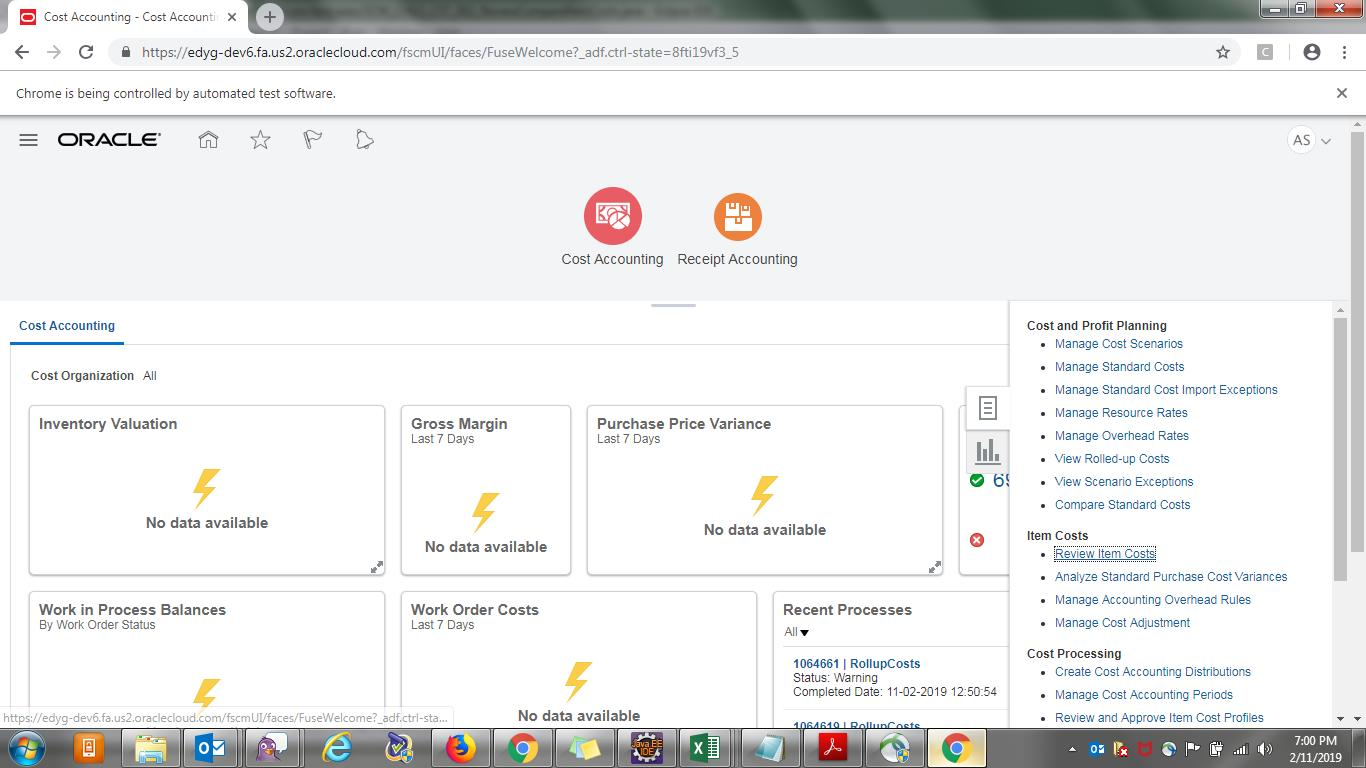 Cost Accounting - Cost Accountin
https://edyg-dev6.fa.us2.oraclecloud.com/fscmUI/faces/FuseWelcome?_adf.ctrl-state=8fti19vf3_5
Chrome is being controlled by automated test software.
ORACLE
AS
Cost Accounting
Receipt Accounting
Cost Accounting
Cost Organization All
Inventory Valuation
No data available
Gross Margin
Last 7 Days
No data available
Purchase Price Variance
Last 7 Days
No data available
69
Work in Process Balances
By Work Order Status
Work Order Costs
Last 7 Days
No data available
Recent Processes
All
1064661 | RollupCosts
Status: Warning
Completed Date: 11-02-2019 12:50:54
1064619 | RollupCosts
Cost and Profit Planning
Manage Cost Scenarios
Manage Standard Costs
Manage Standard Cost Import Exceptions
Manage Resource Rates
Manage Overhead Rates
View Rolled-up Costs
View Scenario Exceptions
Compare Standard Costs
Item Costs
Review Item Costs
Analyze Standard Purchase Cost Variances
Manage Accounting Overhead Rules
Manage Cost Adjustment
Cost Processing
Create Cost Accounting Distributions
Manage Cost Accounting Periods
Review and Approve Item Cost Profiles
https://edyg-dev6.fa.us2.oraclecloud.com/fscmUI/faces/FuseWelcome?_adf.ctrl-sta...
Java EE
IDE
7:00 PM
2/11/2019